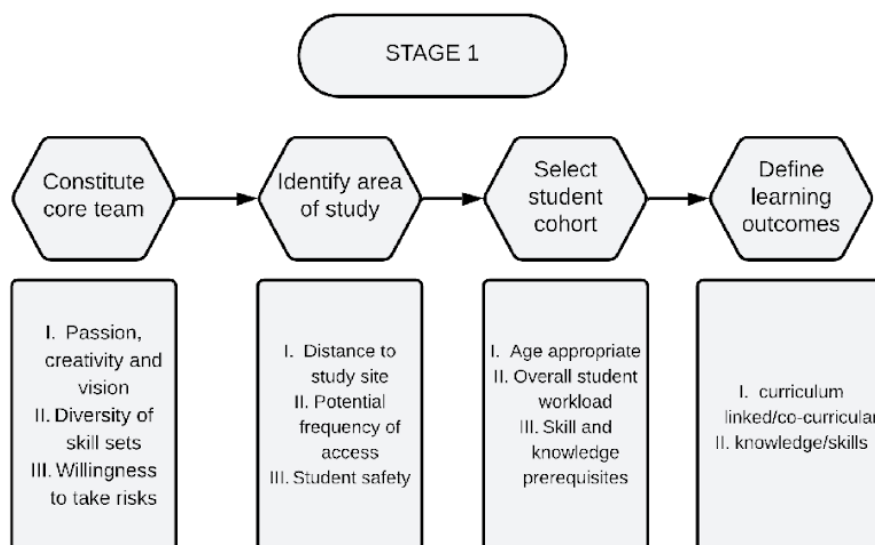 STAGE 1
Constitute
core team
Identify area
of study
Select
student
cohort
Define
learning
outcomes
I. Passion,
creativity and
vision
II. Diversity of
skill sets
III. Willingness
to take risks
I. Distance to
study site
II. Potential
frequency of
access
III. Student safety
I. Age appropriate
II. Overall student
workload
III. Skill and
knowledge
prerequisites
I. curriculum
linked/co-curricular
II. knowledge/skills